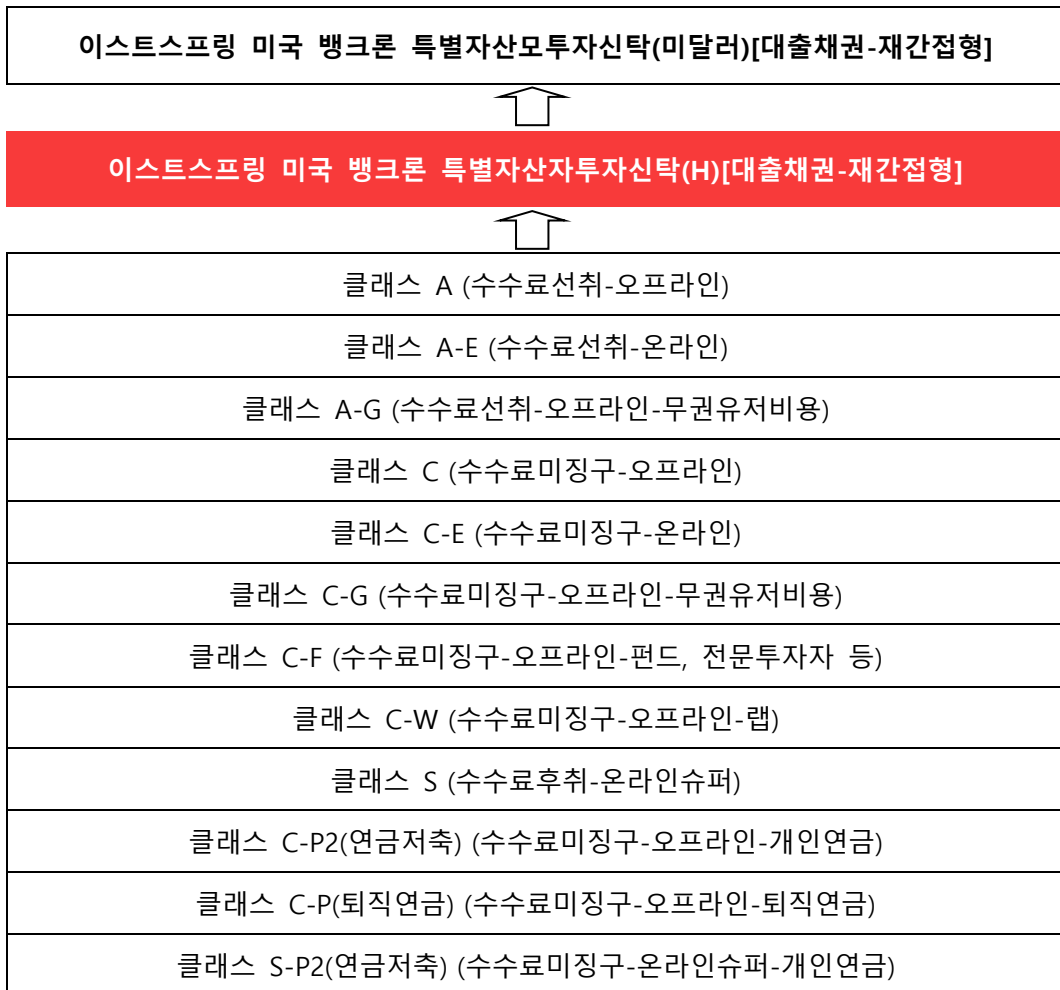 이스트스프링 미국 뱅크론 특별자산모투자신탁(미달러)[대출채권-재간접형]
이스트스프링 미국 뱅크론 특별자산자투자신탁(H)[대출채권-재간접형]
클래스 A (수수료선취-오프라인)
클래스 A-E (수수료선취-온라인)
클래스 A-G (수수료선취-오프라인-무권유저비용)
클래스 C (수수료미징구-오프라인)
클래스 C-E (수수료미징구-온라인)
클래스 C-G (수수료미징구-오프라인-무권유저비용)
클래스 C-F (수수료미징구-오프라인-펀드, 전문투자자 등)
클래스 C-W (수수료미징구-오프라인-랩)
클래스 S (수수료후취-온라인슈퍼)
클래스 C-P2(연금저축) (수수료미징구-오프라인-개인연금)
클래스 C-P(퇴직연금) (수수료미징구-오프라인-퇴직연금)
클래스 S-P2(연금저축) (수수료미징구-온라인슈퍼-개인연금)